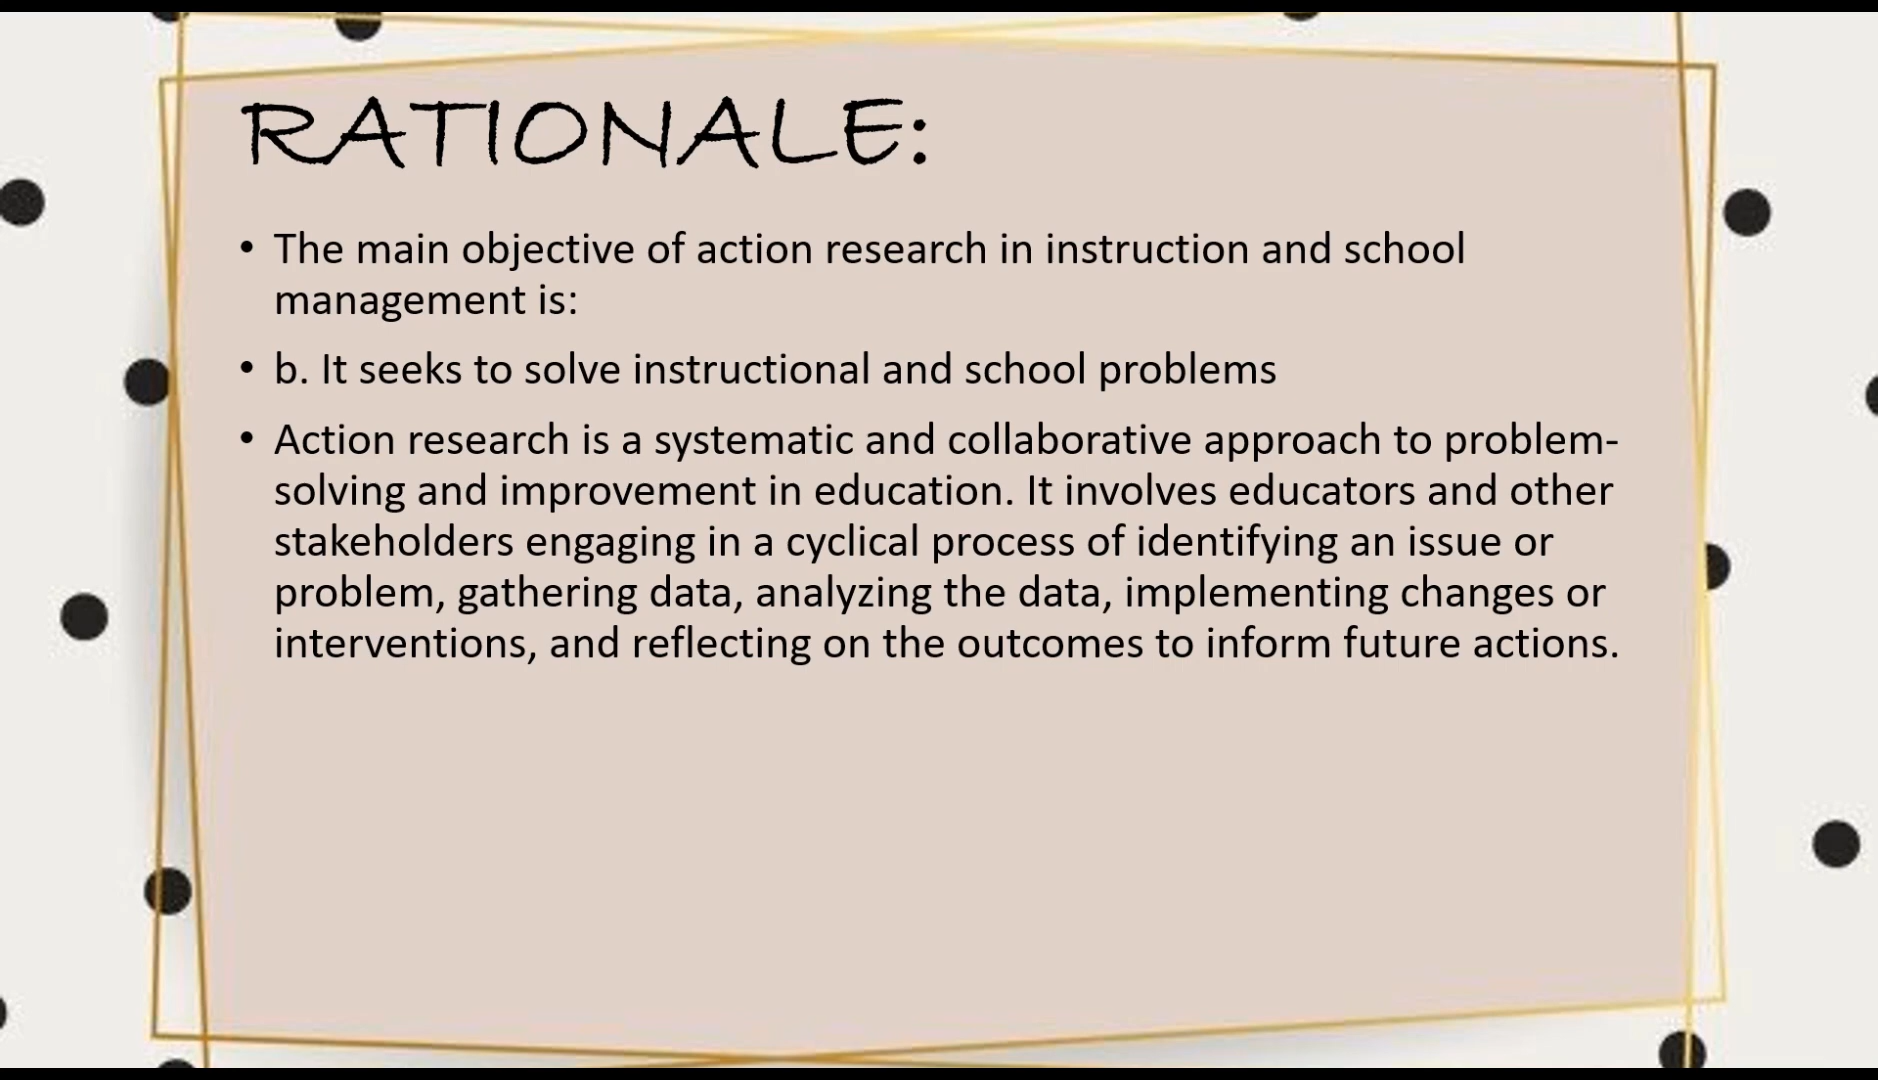 RATIONALE:
• The main objective of action research in instruction and school
management is:
• b. It seeks to solve instructional and school problems
• Action research is a systematic and collaborative approach to problem-
solving and improvement in education. It involves educators and other
stakeholders engaging in a cyclical process of identifying an issue or
problem, gathering data, analyzing the data, implementing changes or
interventions, and reflecting on the outcomes to inform future actions.